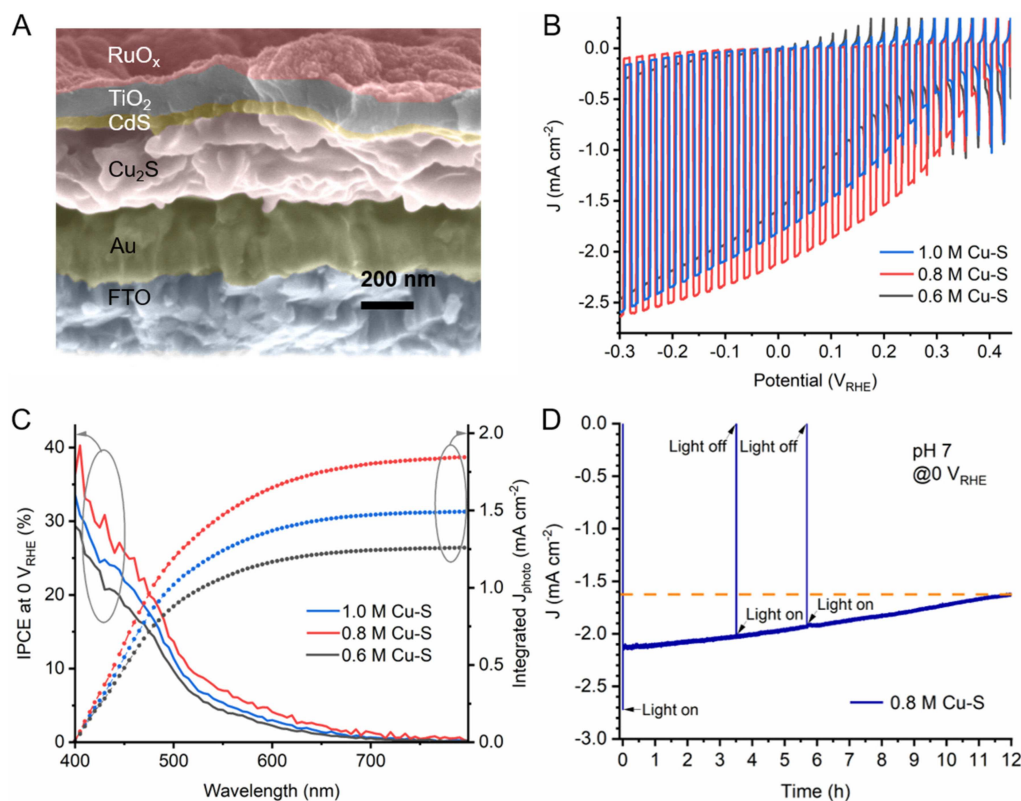 A
RuOₓ
TiO₂
CdS
Cu₂S
Au
FTO
200 nm
B
J (mA cm⁻²)
0.0
-0.5
-1.0
-1.5
-2.0
-2.5
1.0 M Cu-S
0.8 M Cu-S
0.6 M Cu-S
-0.3 -0.2 -0.1 0.0 0.1 0.2 0.3 0.4
Potential (V_RHE)
C
IPCE at 0 V_RHE (%)
40
30
20
10
0
2.0
1.5
1.0
0.5
0.0
Integrated J_photo (mA cm⁻²)
1.0 M Cu-S
0.8 M Cu-S
0.6 M Cu-S
400 500 600 700
Wavelength (nm)
D
J (mA cm⁻²)
0.0
-0.5
-1.0
-1.5
-2.0
-2.5
-3.0
Light off Light off
pH 7
@0 V_RHE
Light on
Light on
Light on
0.8 M Cu-S
0 1 2 3 4 5 6 7 8 9 10 11 12
Time (h)